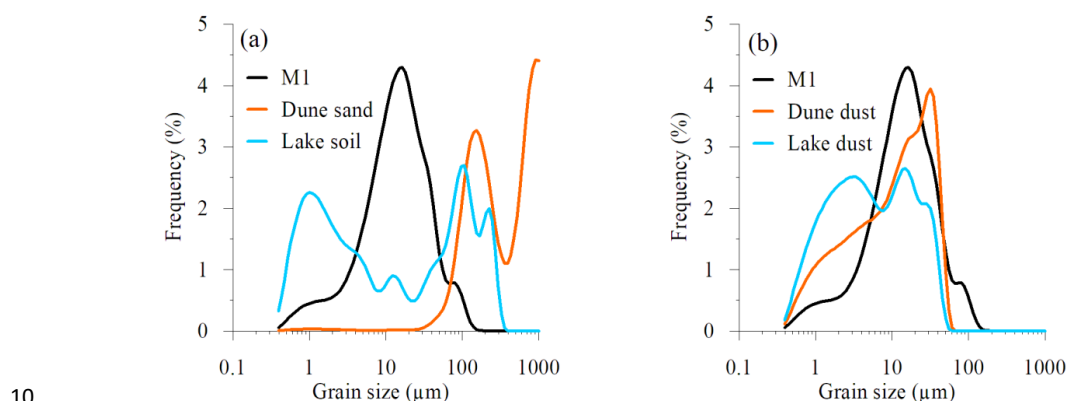 (a)
M1
Dune sand
Lake soil
Frequency (%)
5
4
3
2
1
0
0.1 1 10 100 1000
Grain size (µm)
(b)
M1
Dune dust
Lake dust
Frequency (%)
5
4
3
2
1
0
0.1 1 10 100 1000
Grain size (µm)
10